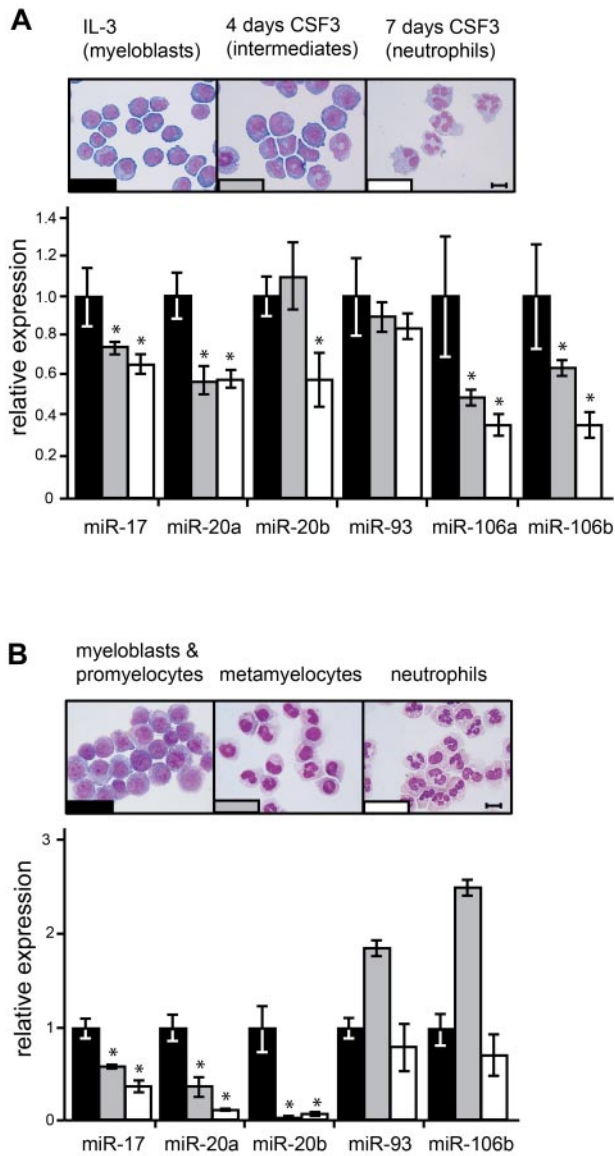 A
IL-3
(myeloblasts)
4 days CSF3
(intermediates)
7 days CSF3
(neutrophils)
relative expression
1.4
1.2
1.0
0.8
0.6
0.4
0.2
0
* * * * * * * * *
miR-17 miR-20a miR-20b miR-93 miR-106a miR-106b
B
myeloblasts &
promyelocytes
metamyelocytes
neutrophils
relative expression
3
2
1
0
* * * * * *
miR-17 miR-20a miR-20b miR-93 miR-106b